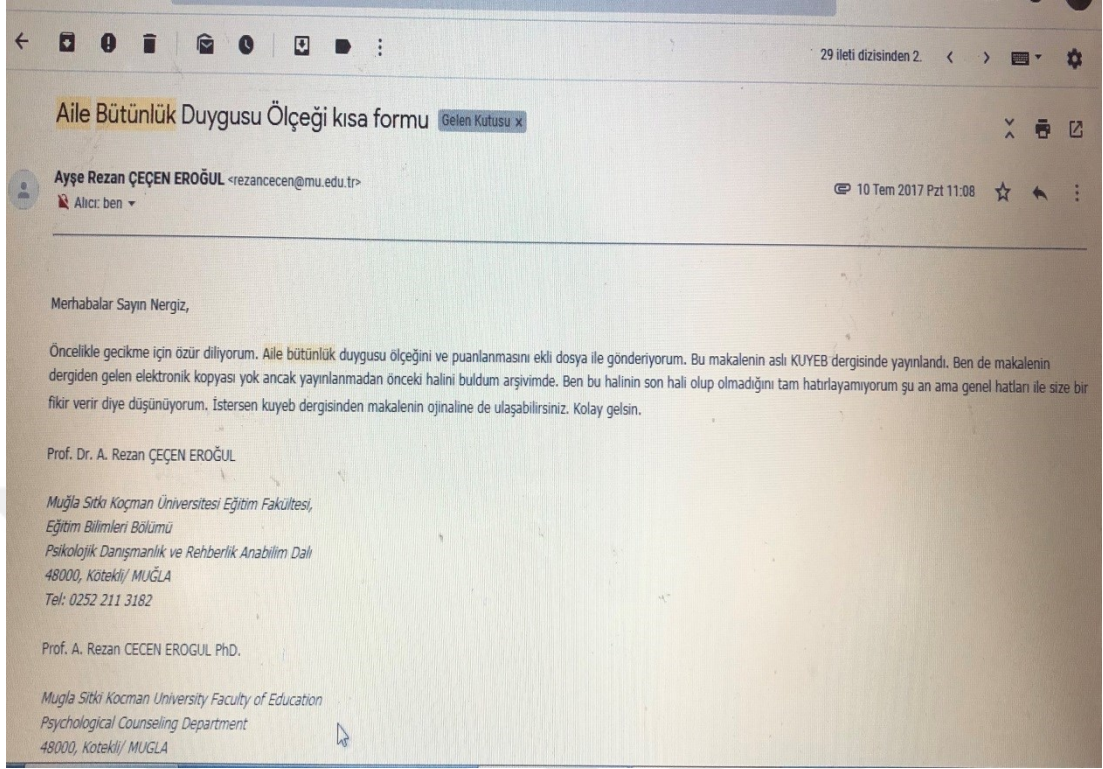 29 ileti dizisinden 2.
Aile Bütünlük Duygusu Ölçeği kısa formu Gelen Kutusu x
Ayşe Rezan ÇEÇEN EROĞUL <rezancecen@mu.edu.tr>
10 Tem 2017 Pzt 11:08
Alıcı: ben
Merhabalar Sayın Nergiz,
Öncelikle gecikme için özür diliyorum. Aile bütünlük duygusu ölçeğini ve puanlanmasını ekli dosya ile gönderiyorum. Bu makalenin aslı KUYEB dergisinde yayınlandı. Ben de makalenin
dergiden gelen elektronik kopyası yok ancak yayınlanmadan önceki halini buldum arşivimde. Ben bu halinin son hali olup olmadığını tam hatırlayamıyorum şu an ama genel hatları ile size bir
fikir verir diye düşünüyorum. İstersen kuyeb dergisinden makalenin ojinaline de ulaşabilirsiniz. Kolay gelsin.
Prof. Dr. A. Rezan ÇEÇEN EROĞUL
Muğla Sıtkı Koçman Üniversitesi Eğitim Fakültesi,
Eğitim Bilimleri Bölümü
Psikolojik Danışmanlık ve Rehberlik Anabilim Dalı
48000, Kötekli/ MUĞLA
Tel: 0252 211 3182
Prof. A. Rezan CECEN EROGUL PhD.
Mugla Sitki Kocman University Faculty of Education
Psychological Counseling Department
48000, Kotekli/ MUGLA